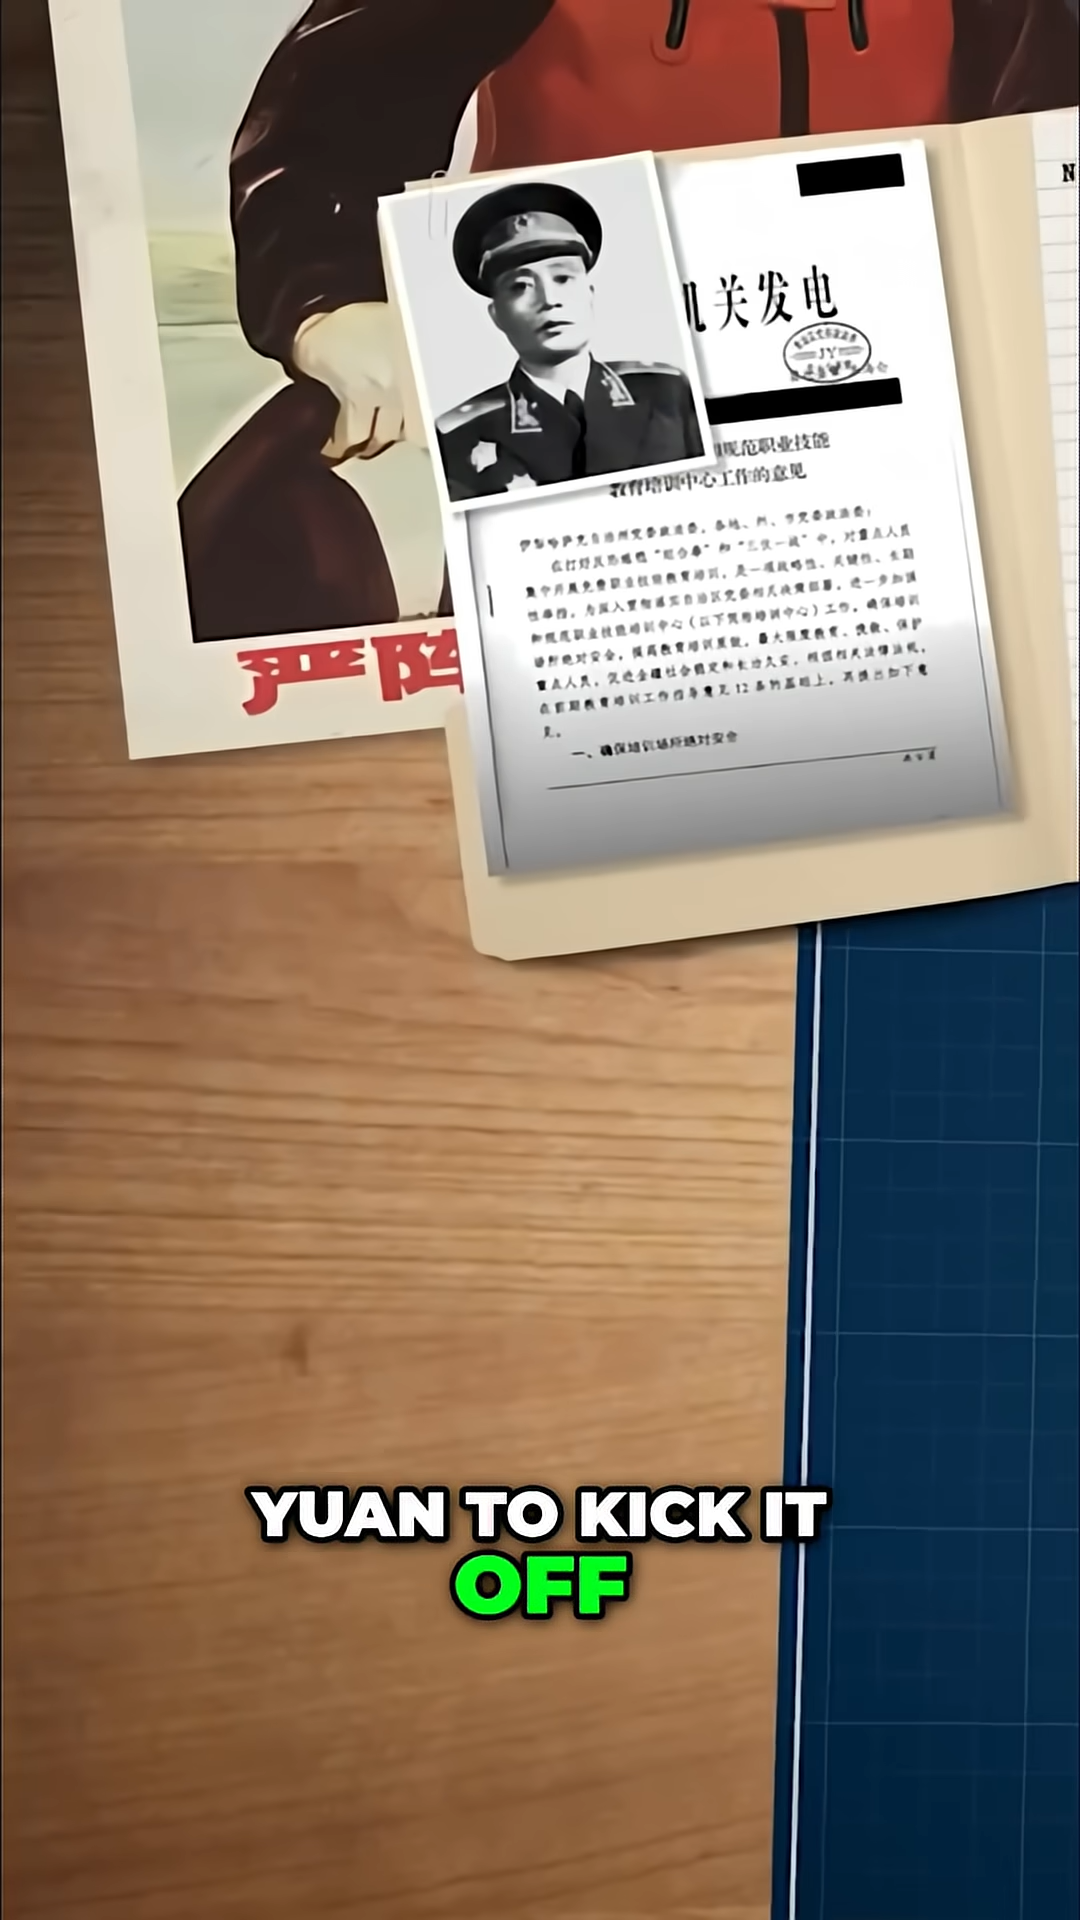 N
机关发电
JY
和规范职业技能
教育培训中心工作的意见
伊犁哈萨克自治州党委政法委，各地、州、市党委政法委：
在打好反恐维稳“组合拳”和“三仗一战”中，对重点人员
集中开展免费职业技能教育培训，是一项战略性、关键性、长期
性举措。为深入贯彻落实自治区党委相关决策部署，进一步加强
和规范职业技能培训中心（以下简称培训中心）工作，确保培训
场所绝对安全，提高教育培训质量，最大限度教育、挽救、保护
重点人员，促进全疆社会稳定和长治久安，根据相关法律法规，
在前期教育培训工作指导意见12条的基础上，再提出如下意
见。
一、确保培训场所绝对安全
严阵
YUAN TO KICK IT
OFF